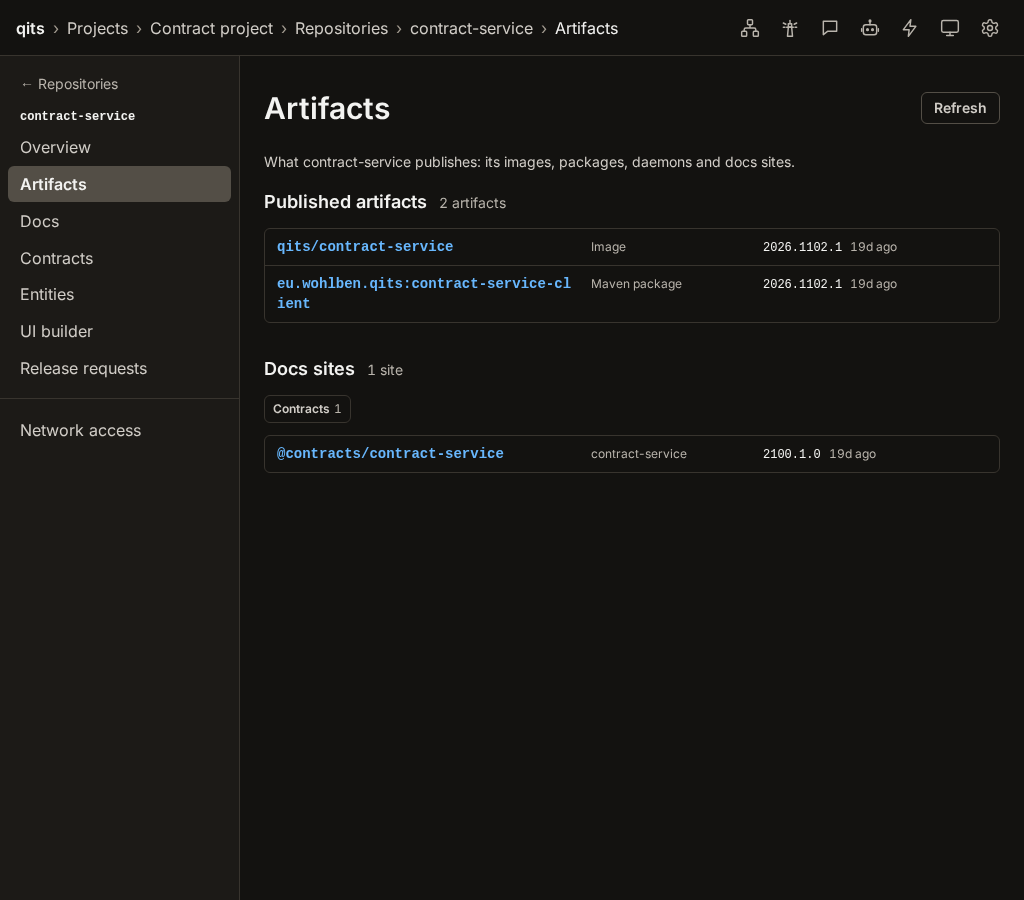 qits › Projects › Contract project › Repositories › contract-service › Artifacts
← Repositories
contract-service
Overview
Artifacts
Docs
Contracts
Entities
UI builder
Release requests
Network access
Artifacts
Refresh
What contract-service publishes: its images, packages, daemons and docs sites.
Published artifacts 2 artifacts
qits/contract-service Image 2026.1102.1 19d ago
eu.wohlben.qits:contract-service-cl Maven package 2026.1102.1 19d ago
ient
Docs sites 1 site
Contracts 1
@contracts/contract-service contract-service 2100.1.0 19d ago